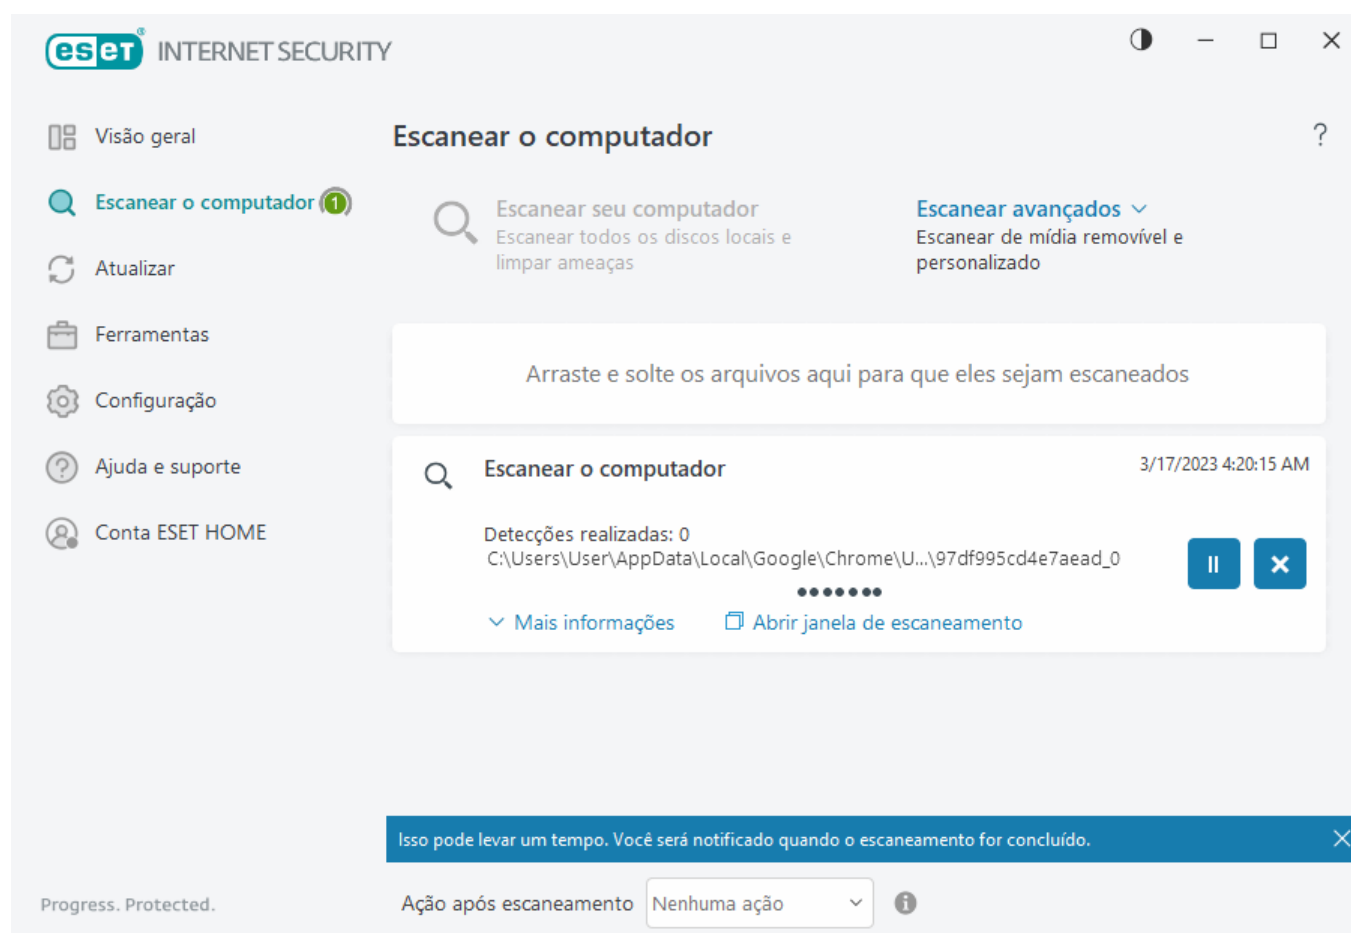 eset® INTERNET SECURITY
Visão geral
Escanear o computador 1
Atualizar
Ferramentas
Configuração
Ajuda e suporte
Conta ESET HOME
Progress. Protected.
Escanear o computador
?
Escanear seu computador
Escanear todos os discos locais e
limpar ameaças
Escanear avançados
Escanear de mídia removível e
personalizado
Arraste e solte os arquivos aqui para que eles sejam escaneados
Escanear o computador
3/17/2023 4:20:15 AM
Detecções realizadas: 0
C:\Users\User\AppData\Local\Google\Chrome\U...\97df995cd4e7aead_0
Mais informações
Abrir janela de escaneamento
Isso pode levar um tempo. Você será notificado quando o escaneamento for concluído.
Ação após escaneamento
Nenhuma ação